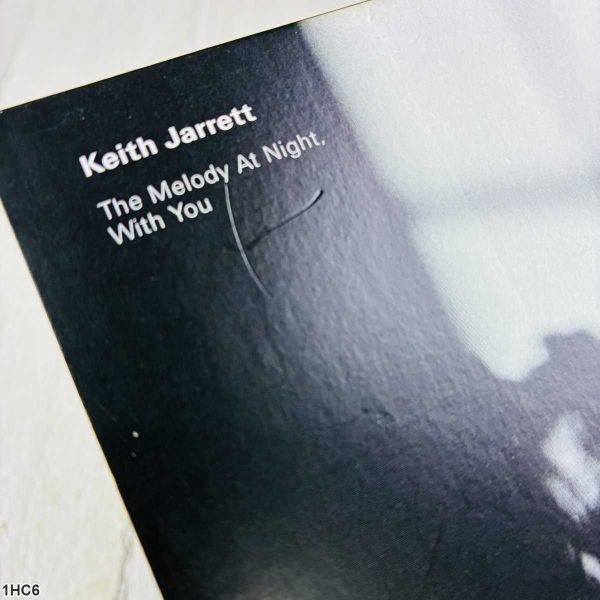 Keith Jarrett
The Melody At Night,
With You
1HC6